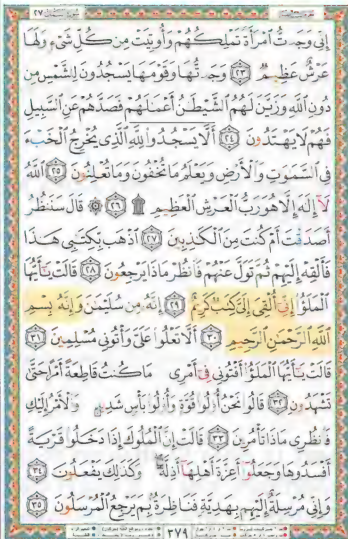 إِنِّي وَجَدتُّ ٱمْرَأَةً تَمْلِكُهُمْ وَأُوتِيَتْ مِن كُلِّ شَيْءٍ وَلَهَا
عَرْشٌ عَظِيمٌ ٢٣ وَجَدتُّهَا وَقَوْمَهَا يَسْجُدُونَ لِلشَّمْسِ مِن
دُونِ ٱللَّهِ وَزَيَّنَ لَهُمُ ٱلشَّيْطَٰنُ أَعْمَٰلَهُمْ فَصَدَّهُمْ عَنِ ٱلسَّبِيلِ
فَهُمْ لَا يَهْتَدُونَ ٢٤ أَلَّا يَسْجُدُوا۟ لِلَّهِ ٱلَّذِي يُخْرِجُ ٱلْخَبْءَ
فِي ٱلسَّمَٰوَٰتِ وَٱلْأَرْضِ وَيَعْلَمُ مَا تُخْفُونَ وَمَا تُعْلِنُونَ ٢٥ ٱللَّهُ
لَآ إِلَٰهَ إِلَّا هُوَ رَبُّ ٱلْعَرْشِ ٱلْعَظِيمِ ۩ ٢٦ ۞ قَالَ سَنَنظُرُ
أَصَدَقْتَ أَمْ كُنتَ مِنَ ٱلْكَٰذِبِينَ ٢٧ ٱذْهَب بِّكِتَٰبِي هَٰذَا
فَأَلْقِهْ إِلَيْهِمْ ثُمَّ تَوَلَّ عَنْهُمْ فَٱنظُرْ مَاذَا يَرْجِعُونَ ٢٨ قَالَتْ يَٰٓأَيُّهَا
ٱلْمَلَؤُا۟ إِنِّيٓ أُلْقِيَ إِلَيَّ كِتَٰبٌ كَرِيمٌ ٢٩ إِنَّهُۥ مِن سُلَيْمَٰنَ وَإِنَّهُۥ بِسْمِ
ٱللَّهِ ٱلرَّحْمَٰنِ ٱلرَّحِيمِ ٣٠ أَلَّا تَعْلُوا۟ عَلَيَّ وَأْتُونِي مُسْلِمِينَ ٣١
قَالَتْ يَٰٓأَيُّهَا ٱلْمَلَؤُا۟ أَفْتُونِي فِيٓ أَمْرِي مَا كُنتُ قَاطِعَةً أَمْرًا حَتَّىٰ
تَشْهَدُونِ ٣٢ قَالُوا۟ نَحْنُ أُو۟لُوا۟ قُوَّةٍ وَأُو۟لُوا۟ بَأْسٍ شَدِيدٍ وَٱلْأَمْرُ إِلَيْكِ
فَٱنظُرِي مَاذَا تَأْمُرِينَ ٣٣ قَالَتْ إِنَّ ٱلْمُلُوكَ إِذَا دَخَلُوا۟ قَرْيَةً
أَفْسَدُوهَا وَجَعَلُوٓا۟ أَعِزَّةَ أَهْلِهَآ أَذِلَّةً ۖ وَكَذَٰلِكَ يَفْعَلُونَ ٣٤
وَإِنِّي مُرْسِلَةٌ إِلَيْهِم بِهَدِيَّةٍ فَنَاظِرَةٌۢ بِمَ يَرْجِعُ ٱلْمُرْسَلُونَ ٣٥
٣٧٩